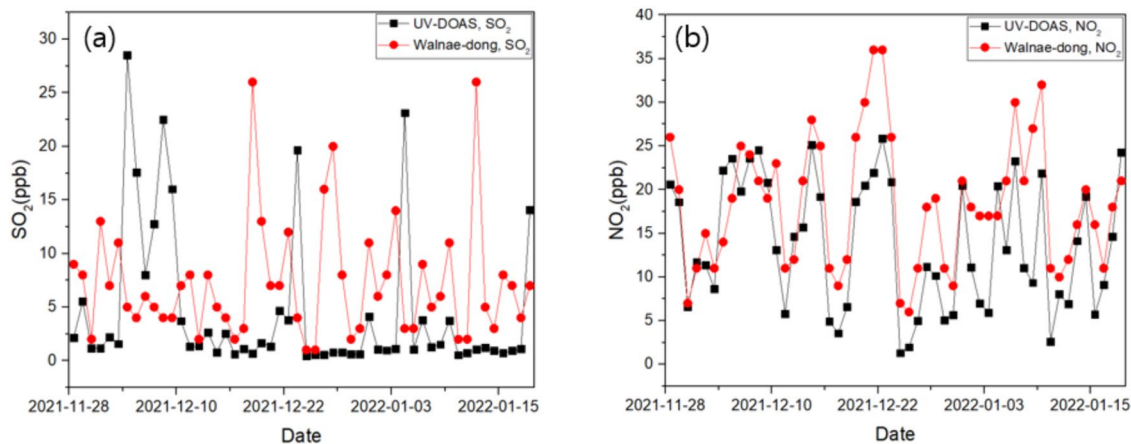 (a)
UV-DOAS, SO2
Walnae-dong, SO2
30
25
20
15
10
5
0
SO2(ppb)
2021-11-28 2021-12-10 2021-12-22 2022-01-03 2022-01-15
Date
(b)
UV-DOAS, NO2
Walnae-dong, NO2
40
35
30
25
20
15
10
5
0
NO2(ppb)
2021-11-28 2021-12-10 2021-12-22 2022-01-03 2022-01-15
Date